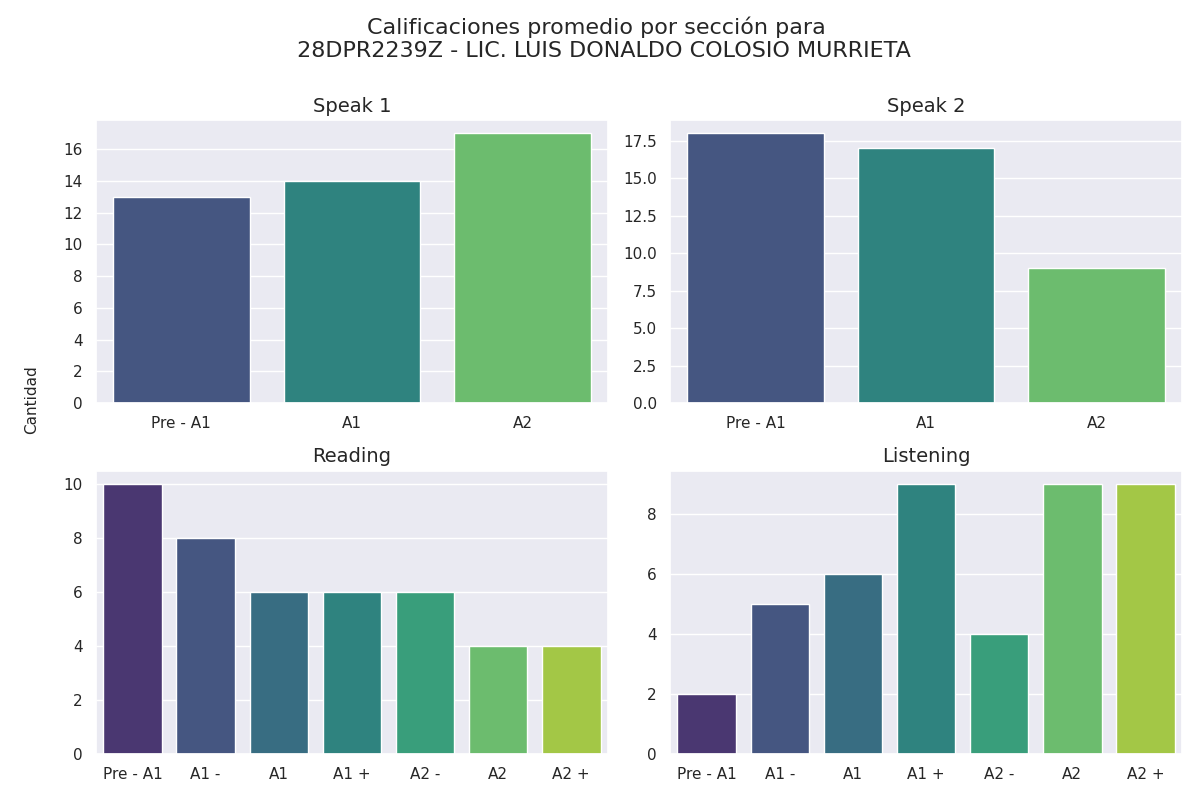 Calificaciones promedio por sección para
28DPR2239Z - LIC. LUIS DONALDO COLOSIO MURRIETA
Cantidad
Speak 1
16
14
12
10
8
6
4
2
0
Pre - A1 A1 A2
Speak 2
17.5
15.0
12.5
10.0
7.5
5.0
2.5
0.0
Pre - A1 A1 A2
Reading
10
8
6
4
2
0
Pre - A1 A1 - A1 A1 + A2 - A2 A2 +
Listening
8
6
4
2
0
Pre - A1 A1 - A1 A1 + A2 - A2 A2 +